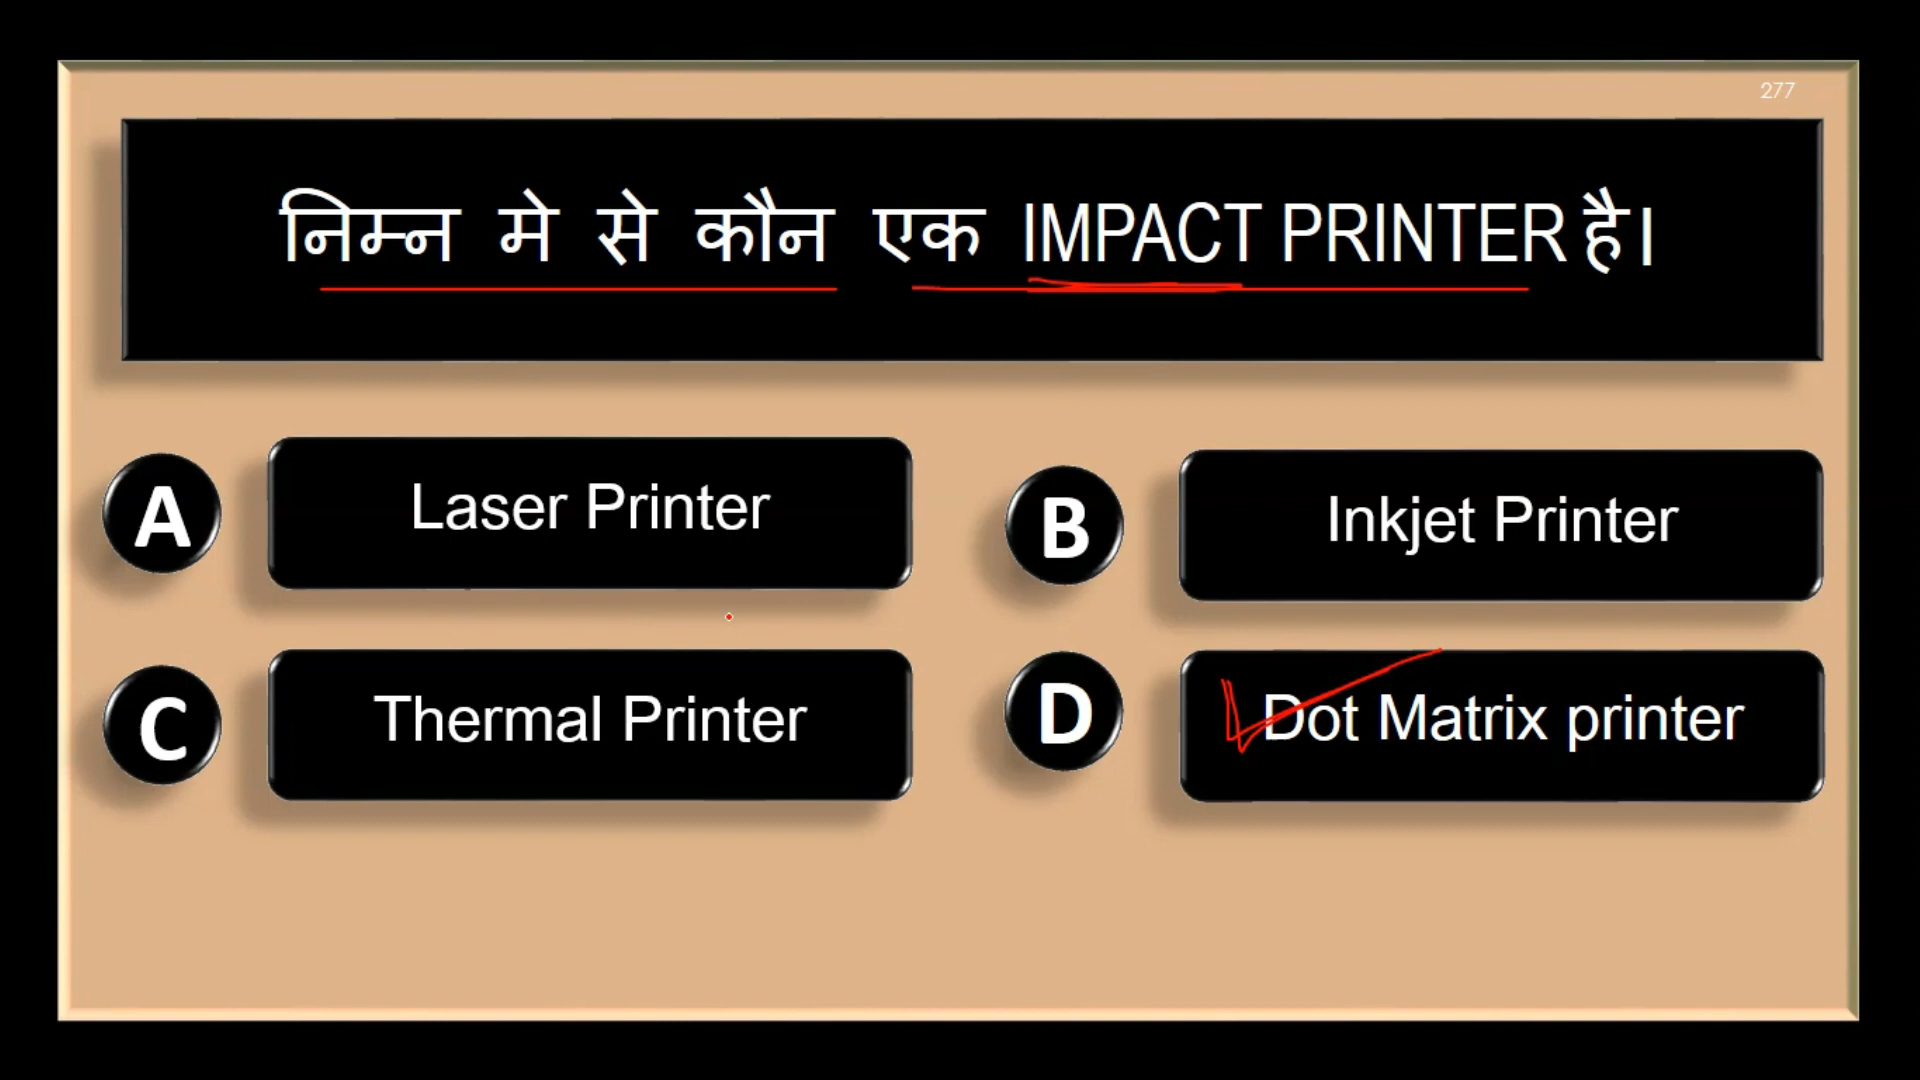 277
निम्न मे से कौन एक IMPACT PRINTER है।
A Laser Printer
B Inkjet Printer
C Thermal Printer
D Dot Matrix printer